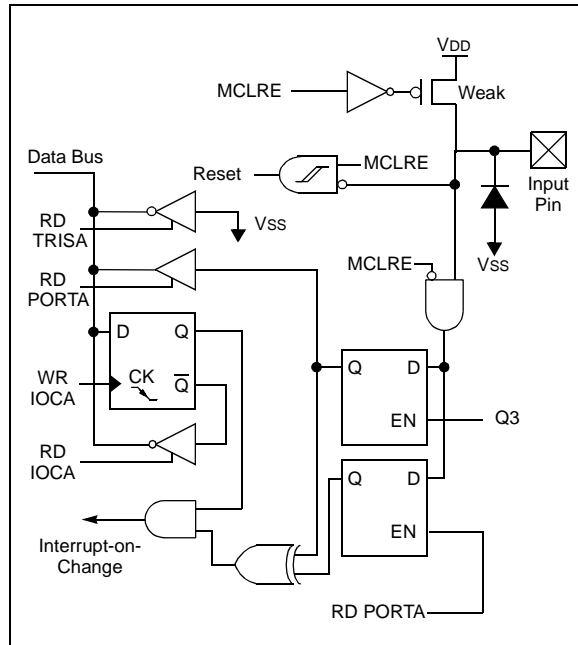 VDD
MCLRE
Weak
Data Bus
MCLRE
Reset
Input
Pin
RD
TRISA
VSS
VSS
RD
PORTA
MCLRE
D
Q
Q
D
WR
IOCA
CK
Q
EN
Q3
RD
IOCA
Q
D
EN
Interrupt-on-
Change
RD PORTA